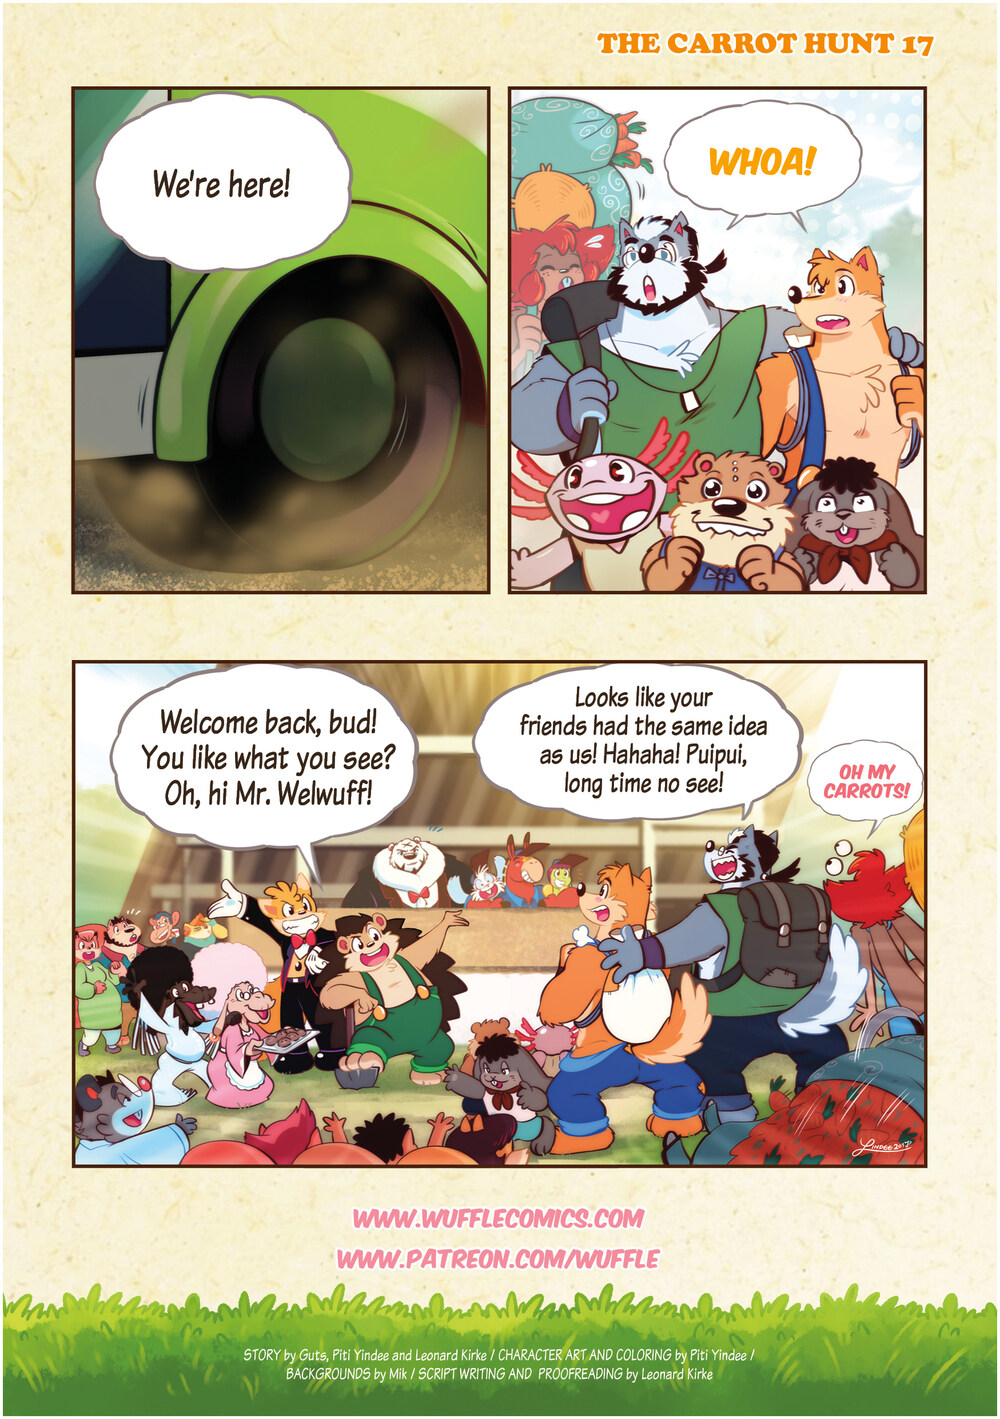 THE CARROT HUNT 17
We're here!
WHOA!
Welcome back, bud!
You like what you see?
Oh, hi Mr. Welwuff!
Looks like your
friends had the same idea
as us! Hahaha! Puipui,
long time no see!
OH MY
CARROTS!
LINDEE 2017
WWW.WUFFLECOMICS.COM
WWW.PATREON.COM/WUFFLE
STORY by Guts, Piti Yindee and Leonard Kirke / CHARACTER ART AND COLORING by Piti Yindee /
BACKGROUNDS by Mik / SCRIPT WRITING AND PROOFREADING by Leonard Kirke